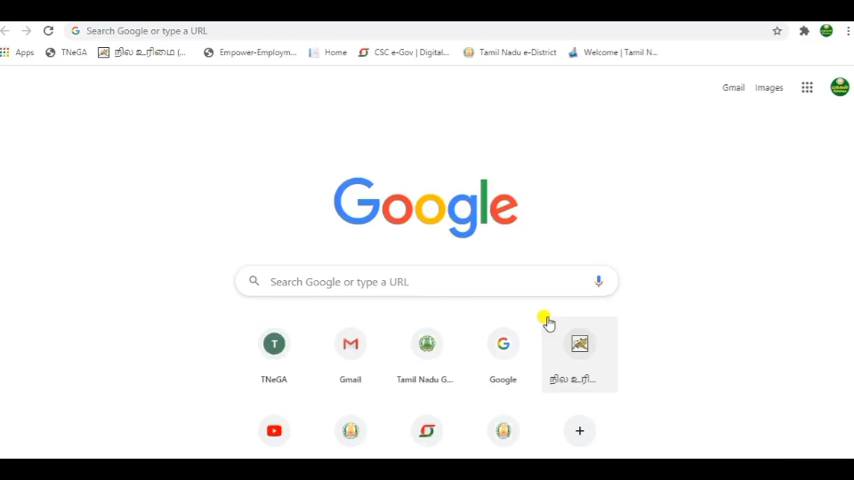 Search Google or type a URL
Apps TNeGA நில உரிமை (... Empower-Employm... Home CSC e-Gov | Digital... Tamil Nadu e-District Welcome | Tamil N...
Gmail Images
Google
Search Google or type a URL
T M G
TNeGA Gmail Tamil Nadu G... Google நில உரி...